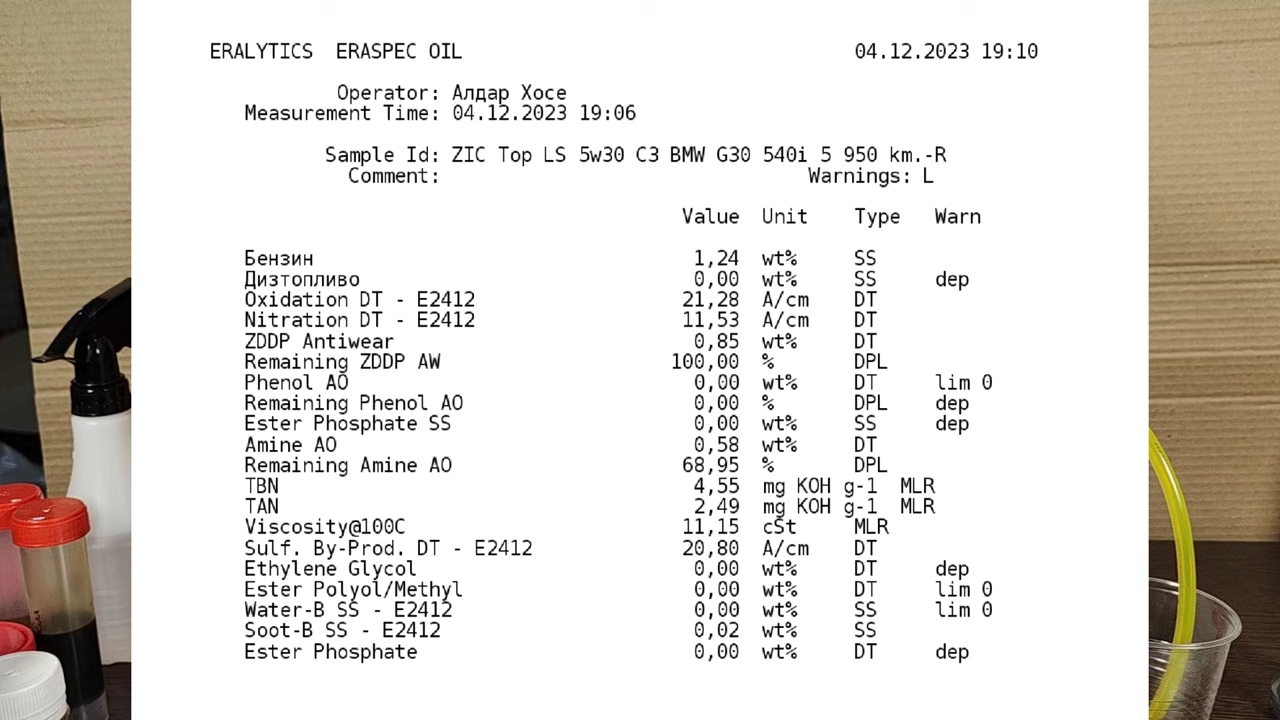 ERALYTICS ERASPEC OIL 04.12.2023 19:10
Operator: Алдар Хосе
Measurement Time: 04.12.2023 19:06
Sample Id: ZIC Top LS 5w30 C3 BMW G30 540i 5 950 km.-R
Comment: Warnings: L
Value Unit Type Warn
Бензин 1,24 wt% SS
Дизтопливо 0,00 wt% SS dep
Oxidation DT - E2412 21,28 A/cm DT
Nitration DT - E2412 11,53 A/cm DT
ZDDP Antiwear 0,85 wt% DT
Remaining ZDDP AW 100,00 % DPL
Phenol AO 0,00 wt% DT lim 0
Remaining Phenol AO 0,00 % DPL dep
Ester Phosphate SS 0,00 wt% SS dep
Amine AO 0,58 wt% DT
Remaining Amine AO 68,95 % DPL
TBN 4,55 mg KOH g-1 MLR
TAN 2,49 mg KOH g-1 MLR
Viscosity@100C 11,15 cSt MLR
Sulf. By-Prod. DT - E2412 20,80 A/cm DT
Ethylene Glycol 0,00 wt% DT dep
Ester Polyol/Methyl 0,00 wt% DT lim 0
Water-B SS - E2412 0,00 wt% SS lim 0
Soot-B SS - E2412 0,02 wt% SS
Ester Phosphate 0,00 wt% DT dep